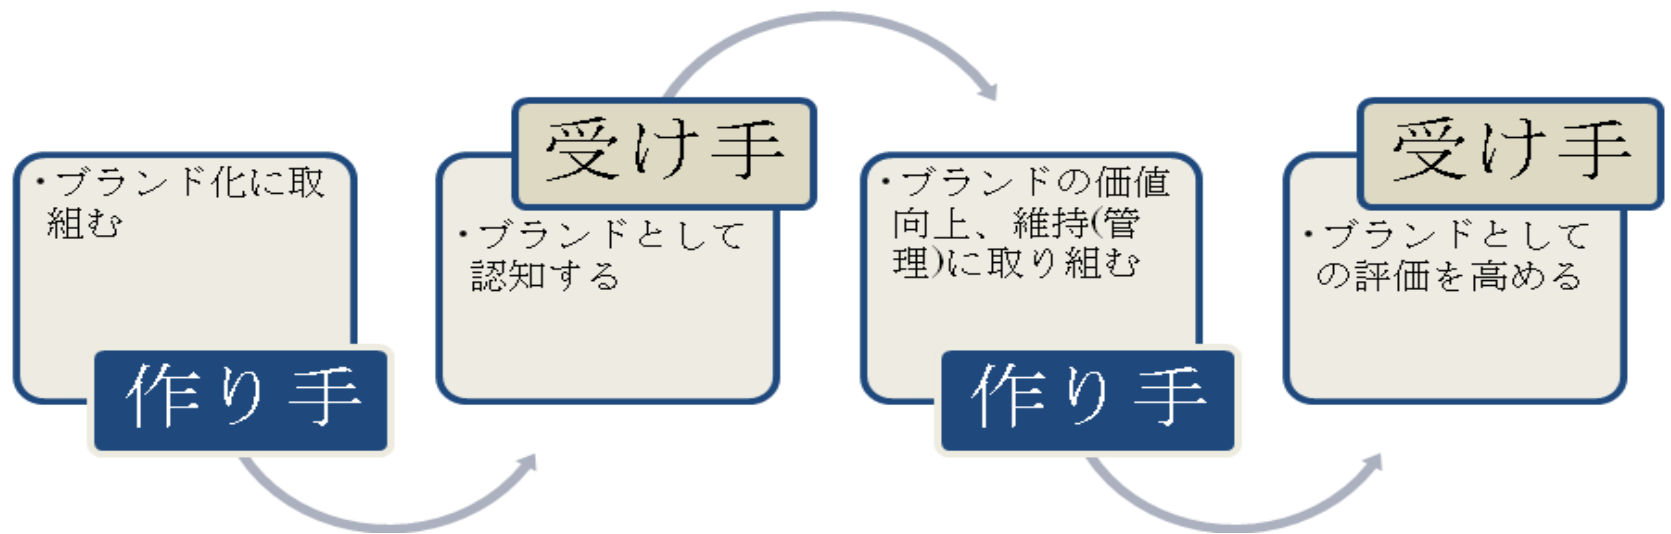 ・ブランド化に取
組む
作り手
受け手
・ブランドとして
認知する
・ブランドの価値
向上、維持(管
理)に取り組む
作り手
受け手
・ブランドとして
の評価を高める